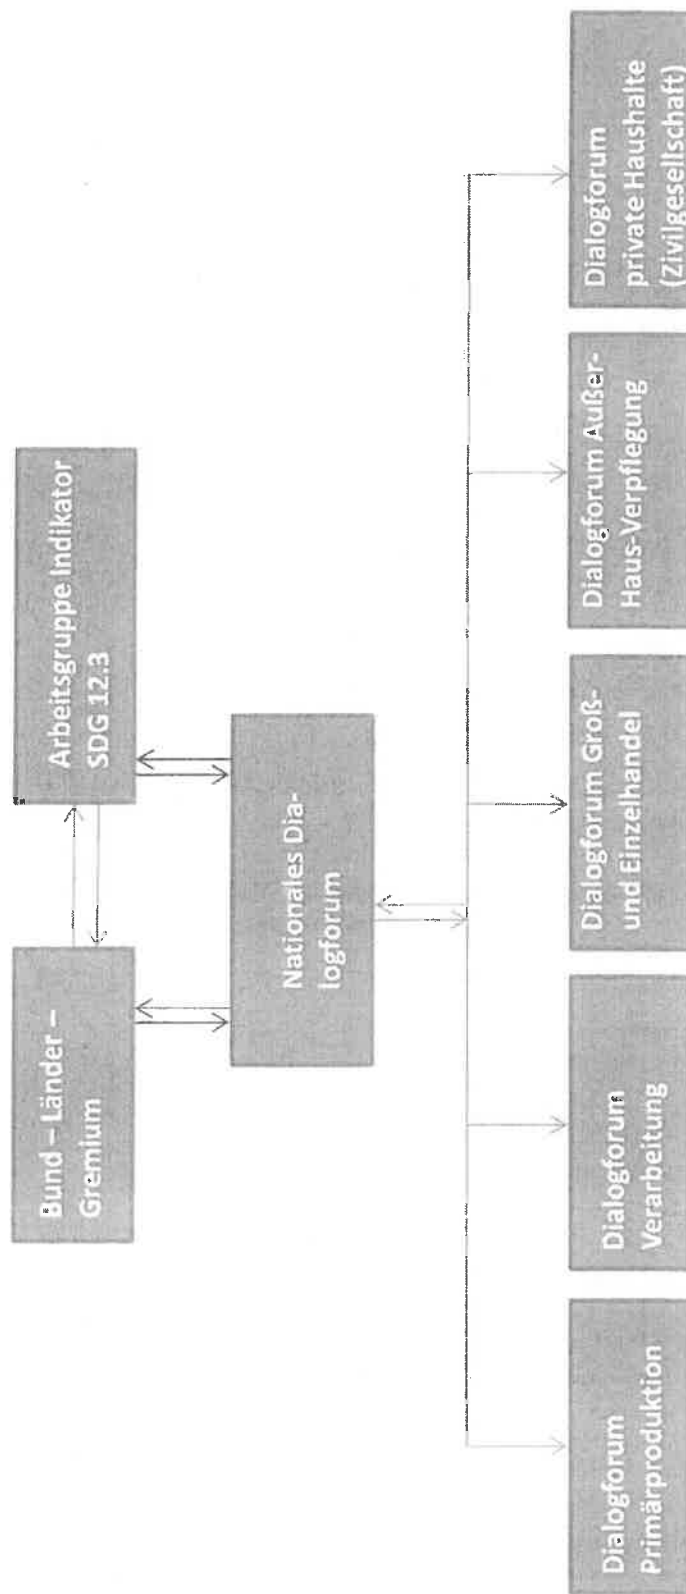 Bund – Länder –
Gremium
Arbeitsgruppe Indikator
SDG 12.3
Nationales Dia-
logforum
Dialogforum
Primärproduktion
Dialogforum
Verarbeitung
Dialogforum Groß-
und Einzelhandel
Dialogforum Außer-
Haus-Verpflegung
Dialogforum
private Haushalte
(Zivilgesellschaft)